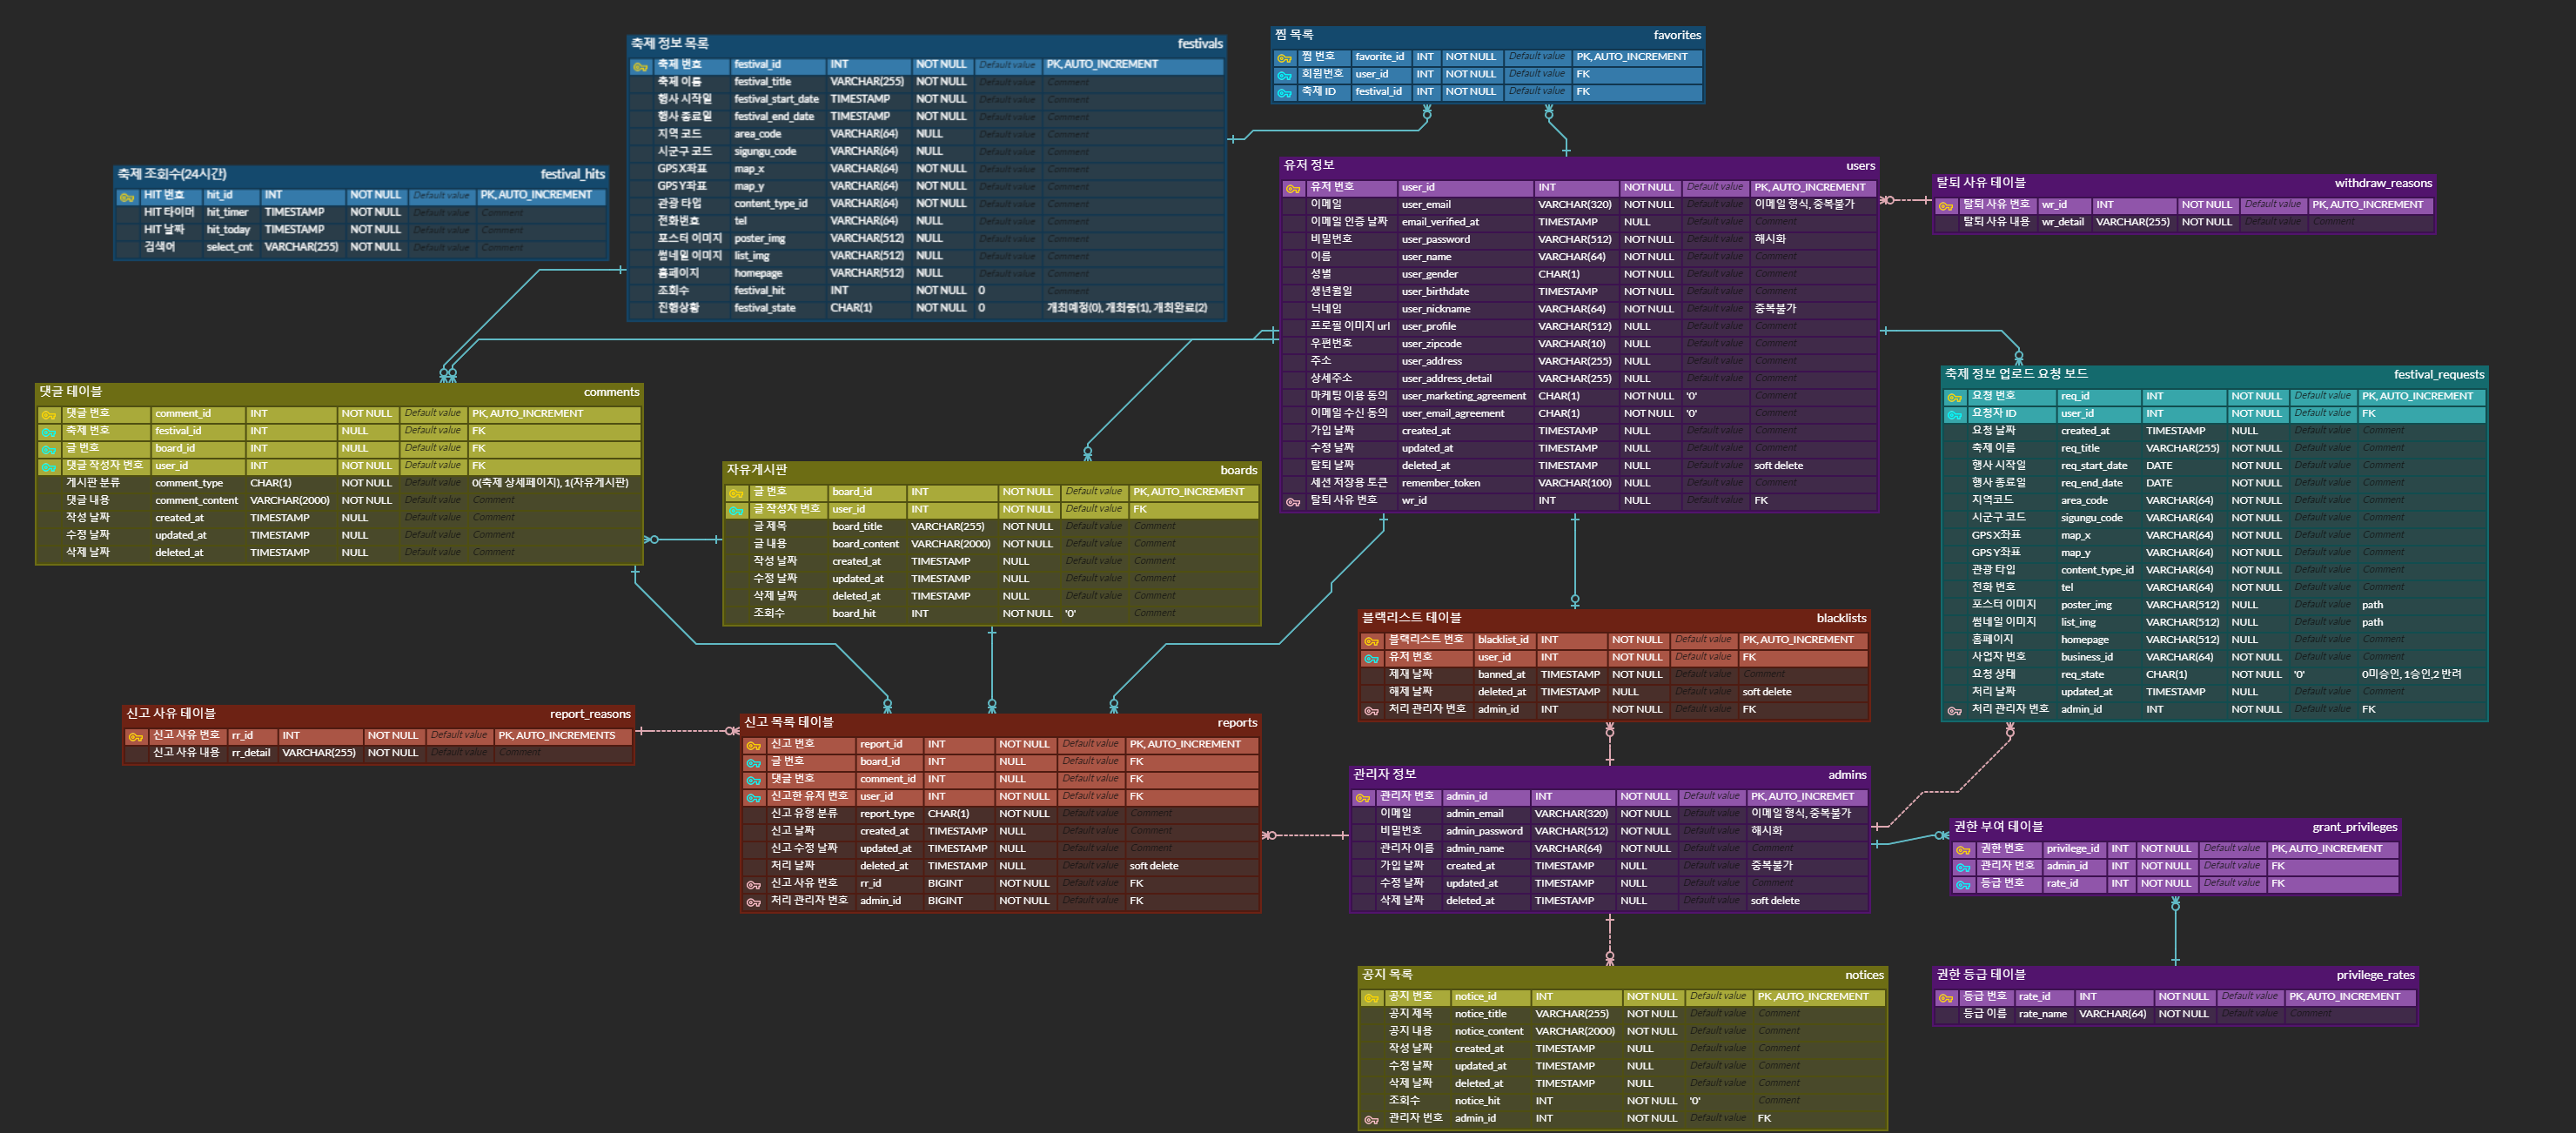 축제 정보 목록 festivals
축제 번호 festival_id INT NOT NULL Default value PK, AUTO_INCREMENT
축제 이름 festival_title VARCHAR(255) NOT NULL Default value Comment
행사 시작일 festival_start_date TIMESTAMP NOT NULL Default value Comment
행사 종료일 festival_end_date TIMESTAMP NOT NULL Default value Comment
지역 코드 area_code VARCHAR(64) NULL Default value Comment
시군구 코드 sigungu_code VARCHAR(64) NULL Default value Comment
GPS X좌표 map_x VARCHAR(64) NOT NULL Default value Comment
GPS Y좌표 map_y VARCHAR(64) NOT NULL Default value Comment
관광 타입 content_type_id VARCHAR(64) NOT NULL Default value Comment
전화번호 tel VARCHAR(64) NULL Default value Comment
포스터 이미지 poster_img VARCHAR(512) NULL Default value Comment
썸네일 이미지 list_img VARCHAR(512) NULL Default value Comment
홈페이지 homepage VARCHAR(512) NULL Default value Comment
조회수 festival_hit INT NOT NULL 0 Comment
진행상황 festival_state CHAR(1) NOT NULL 0 개최예정(0), 개최중(1), 개최완료(2)
찜 목록 favorites
찜 번호 favorite_id INT NOT NULL Default value PK, AUTO_INCREMENT
회원번호 user_id INT NOT NULL Default value FK
축제 ID festival_id INT NOT NULL Default value FK
축제 조회수(24시간) festival_hits
HIT 번호 hit_id INT NOT NULL Default value PK, AUTO_INCREMENT
HIT 타이머 hit_timer TIMESTAMP NOT NULL Default value Comment
HIT 날짜 hit_today TIMESTAMP NOT NULL Default value Comment
검색어 select_cnt VARCHAR(255) NOT NULL Default value Comment
유저 정보 users
유저 번호 user_id INT NOT NULL Default value PK, AUTO_INCREMENT
이메일 user_email VARCHAR(320) NOT NULL Default value 이메일 형식, 중복불가
이메일 인증 날짜 email_verified_at TIMESTAMP NULL Default value Comment
비밀번호 user_password VARCHAR(512) NOT NULL Default value 해시화
이름 user_name VARCHAR(64) NOT NULL Default value Comment
성별 user_gender CHAR(1) NOT NULL Default value Comment
생년월일 user_birthdate TIMESTAMP NOT NULL Default value Comment
닉네임 user_nickname VARCHAR(64) NOT NULL Default value 중복불가
프로필 이미지 url user_profile VARCHAR(512) NULL Default value Comment
우편번호 user_zipcode VARCHAR(10) NULL Default value Comment
주소 user_address VARCHAR(255) NULL Default value Comment
상세주소 user_address_detail VARCHAR(255) NULL Default value Comment
마케팅 이용 동의 user_marketing_agreement CHAR(1) NOT NULL '0' Comment
이메일 수신 동의 user_email_agreement CHAR(1) NOT NULL '0' Comment
가입 날짜 created_at TIMESTAMP NULL Default value Comment
수정 날짜 updated_at TIMESTAMP NULL Default value Comment
탈퇴 날짜 deleted_at TIMESTAMP NULL Default value soft delete
세션 저장용 토큰 remember_token VARCHAR(100) NULL Default value Comment
탈퇴 사유 번호 wr_id INT NULL Default value FK
탈퇴 사유 테이블 withdraw_reasons
탈퇴 사유 번호 wr_id INT NOT NULL Default value PK, AUTO_INCREMENT
탈퇴 사유 내용 wr_detail VARCHAR(255) NOT NULL Default value Comment
댓글 테이블 comments
댓글 번호 comment_id INT NOT NULL Default value PK, AUTO_INCREMENT
축제 번호 festival_id INT NULL Default value FK
글 번호 board_id INT NULL Default value FK
댓글 작성자 번호 user_id INT NOT NULL Default value FK
게시판 분류 comment_type CHAR(1) NOT NULL Default value 0(축제 상세페이지), 1(자유게시판)
댓글 내용 comment_content VARCHAR(2000) NOT NULL Default value Comment
작성 날짜 created_at TIMESTAMP NULL Default value Comment
수정 날짜 updated_at TIMESTAMP NULL Default value Comment
삭제 날짜 deleted_at TIMESTAMP NULL Default value Comment
자유게시판 boards
글 번호 board_id INT NOT NULL Default value PK, AUTO_INCREMENT
글 작성자 번호 user_id INT NOT NULL Default value FK
글 제목 board_title VARCHAR(255) NOT NULL Default value Comment
글 내용 board_content VARCHAR(2000) NOT NULL Default value Comment
작성 날짜 created_at TIMESTAMP NULL Default value Comment
수정 날짜 updated_at TIMESTAMP NULL Default value Comment
삭제 날짜 deleted_at TIMESTAMP NULL Default value Comment
조회수 board_hit INT NOT NULL '0' Comment
축제 정보 업로드 요청 보드 festival_requests
요청 번호 req_id INT NOT NULL Default value PK, AUTO_INCREMENT
요청자 ID user_id INT NOT NULL Default value FK
요청 날짜 created_at TIMESTAMP NULL Default value Comment
축제 이름 req_title VARCHAR(255) NOT NULL Default value Comment
행사 시작일 req_start_date DATE NOT NULL Default value Comment
행사 종료일 req_end_date DATE NOT NULL Default value Comment
지역코드 area_code VARCHAR(64) NOT NULL Default value Comment
시군구 코드 sigungu_code VARCHAR(64) NOT NULL Default value Comment
GPS X좌표 map_x VARCHAR(64) NOT NULL Default value Comment
GPS Y좌표 map_y VARCHAR(64) NOT NULL Default value Comment
관광 타입 content_type_id VARCHAR(64) NOT NULL Default value Comment
전화 번호 tel VARCHAR(64) NOT NULL Default value Comment
포스터 이미지 poster_img VARCHAR(512) NULL Default value path
썸네일 이미지 list_img VARCHAR(512) NULL Default value path
홈페이지 homepage VARCHAR(512) NULL Default value Comment
사업자 번호 business_id VARCHAR(64) NOT NULL Default value Comment
요청 상태 req_state CHAR(1) NOT NULL '0' 0미승인, 1승인,2 반려
처리 날짜 updated_at TIMESTAMP NULL Default value Comment
처리 관리자 번호 admin_id INT NOT NULL Default value FK
블랙리스트 테이블 blacklists
블랙리스트 번호 blacklist_id INT NOT NULL Default value PK, AUTO_INCREMENT
유저 번호 user_id INT NOT NULL Default value FK
제재 날짜 banned_at TIMESTAMP NOT NULL Default value Comment
해제 날짜 deleted_at TIMESTAMP NULL Default value soft delete
처리 관리자 번호 admin_id INT NOT NULL Default value FK
신고 사유 테이블 report_reasons
신고 사유 번호 rr_id INT NOT NULL Default value PK, AUTO_INCREMENTS
신고 사유 내용 rr_detail VARCHAR(255) NOT NULL Default value Comment
신고 목록 테이블 reports
신고 번호 report_id INT NOT NULL Default value PK, AUTO_INCREMENT
글 번호 board_id INT NULL Default value FK
댓글 번호 comment_id INT NULL Default value FK
신고한 유저 번호 user_id INT NOT NULL Default value FK
신고 유형 분류 report_type CHAR(1) NOT NULL Default value Comment
신고 날짜 created_at TIMESTAMP NULL Default value Comment
신고 수정 날짜 updated_at TIMESTAMP NULL Default value Comment
처리 날짜 deleted_at TIMESTAMP NULL Default value soft delete
신고 사유 번호 rr_id BIGINT NOT NULL Default value FK
처리 관리자 번호 admin_id BIGINT NOT NULL Default value FK
관리자 정보 admins
관리자 번호 admin_id INT NOT NULL Default value PK, AUTO_INCREMET
이메일 admin_email VARCHAR(320) NOT NULL Default value 이메일 형식, 중복불가
비밀번호 admin_password VARCHAR(512) NOT NULL Default value 해시화
관리자 이름 admin_name VARCHAR(64) NOT NULL Default value Comment
가입 날짜 created_at TIMESTAMP NULL Default value 중복불가
수정 날짜 updated_at TIMESTAMP NULL Default value Comment
삭제 날짜 deleted_at TIMESTAMP NULL Default value soft delete
권한 부여 테이블 grant_privileges
권한 번호 privilege_id INT NOT NULL Default value PK, AUTO_INCREMENT
관리자 번호 admin_id INT NOT NULL Default value FK
등급 번호 rate_id INT NOT NULL Default value FK
공지 목록 notices
공지 번호 notice_id INT NOT NULL Default value PK ,AUTO_INCREMENT
공지 제목 notice_title VARCHAR(255) NOT NULL Default value Comment
공지 내용 notice_content VARCHAR(2000) NOT NULL Default value Comment
작성 날짜 created_at TIMESTAMP NULL Default value Comment
수정 날짜 updated_at TIMESTAMP NULL Default value Comment
삭제 날짜 deleted_at TIMESTAMP NULL Default value Comment
조회수 notice_hit INT NOT NULL '0' Comment
관리자 번호 admin_id INT NOT NULL Default value FK
권한 등급 테이블 privilege_rates
등급 번호 rate_id INT NOT NULL Default value PK, AUTO_INCREMENT
등급 이름 rate_name VARCHAR(64) NOT NULL Default value Comment